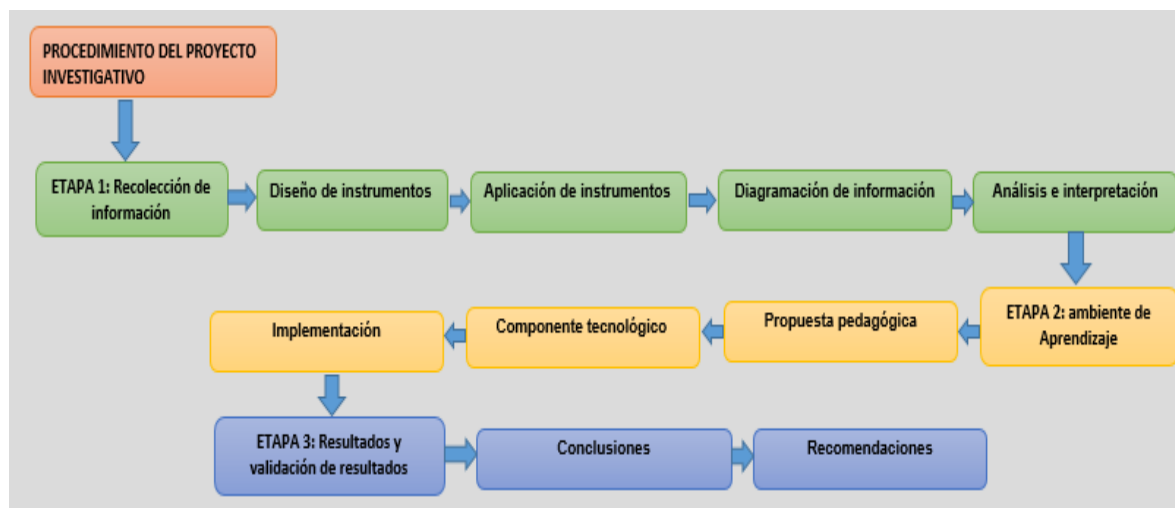 PROCEDIMIENTO DEL PROYECTO
INVESTIGATIVO
ETAPA 1: Recolección de
información
Diseño de instrumentos
Aplicación de instrumentos
Diagramación de información
Análisis e interpretación
ETAPA 2: ambiente de
Aprendizaje
Propuesta pedagógica
Componente tecnológico
Implementación
ETAPA 3: Resultados y
validación de resultados
Conclusiones
Recomendaciones